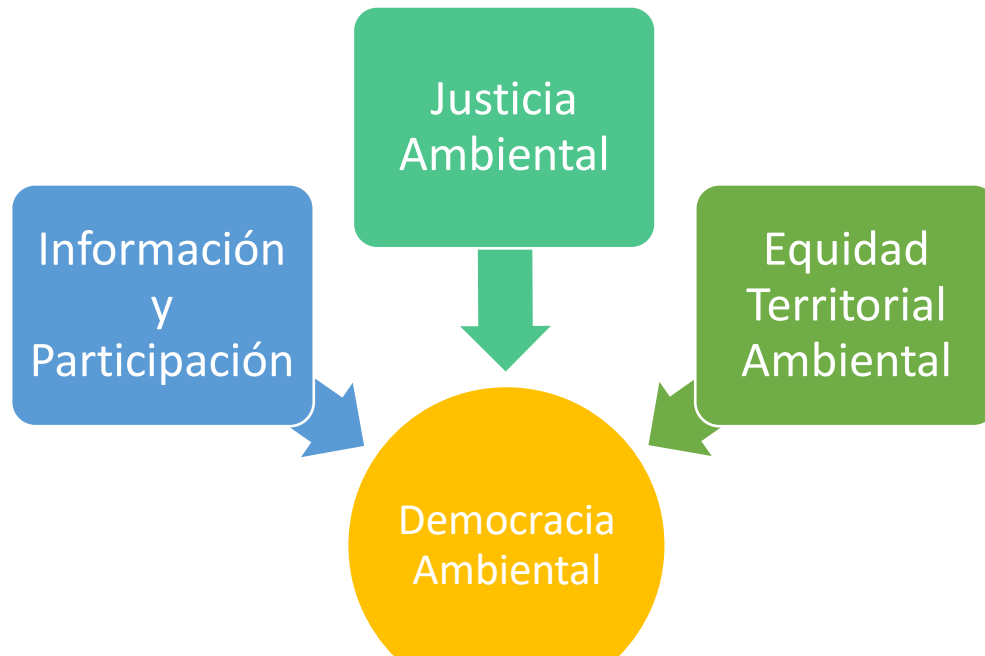 Justicia
Ambiental
Información
y
Participación
Equidad
Territorial
Ambiental
Democracia
Ambiental